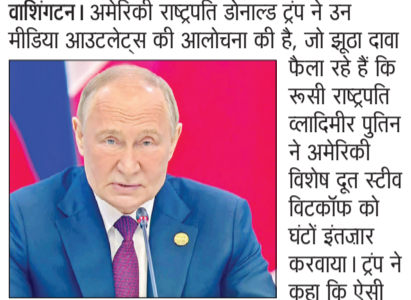 वाशिंगटन। अमेरिकी राष्ट्रपति डोनाल्ड ट्रंप ने उन
मीडिया आउटलेट्स की आलोचना की है, जो झूठा दावा
फैला रहे हैं कि
रूसी राष्ट्रपति
व्लादिमीर पुतिन
ने अमेरिकी
विशेष दूत स्टीव
विटकॉफ को
घंटों इंतजार
करवाया। ट्रंप ने
कहा कि ऐसी